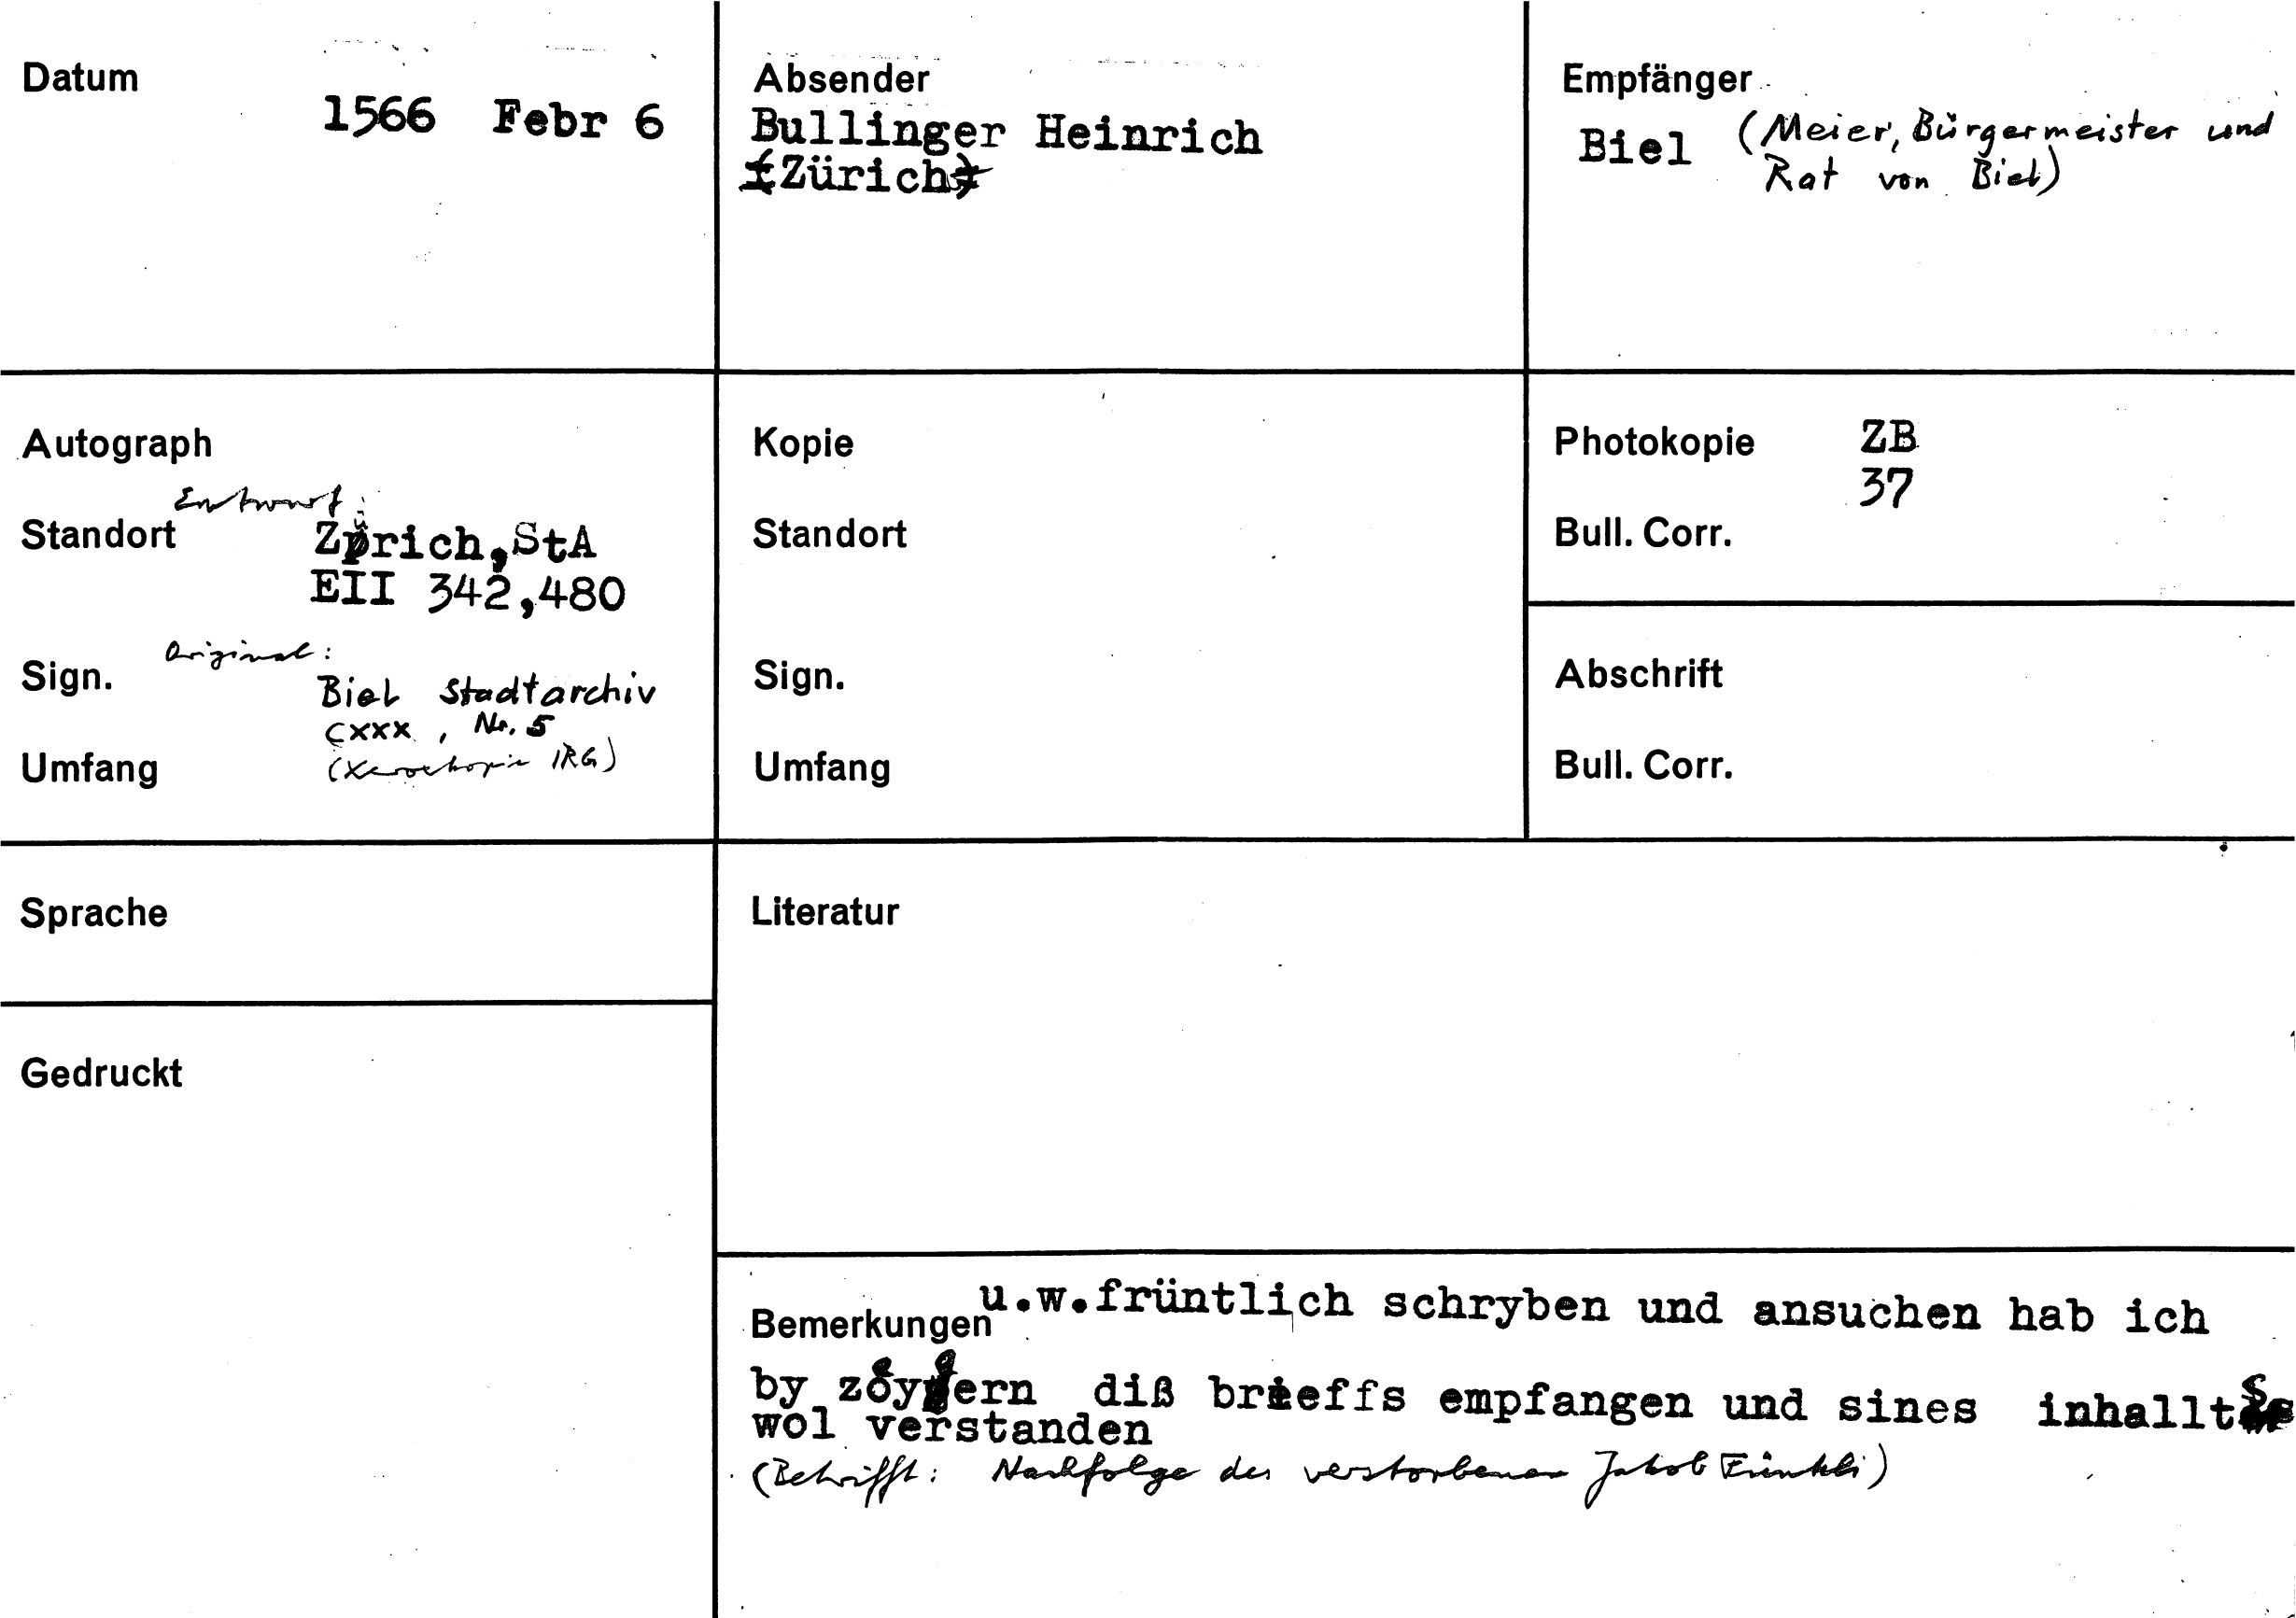 Datum
1566 Febr 6
Absender
Bullinger Heinrich
Zürich
Empfänger
Biel (Meier, Bürgermeister und
Rat von Biel)
Autograph
Entwurf:
Standort Zürich, StA
EII 342,480
Original:
Sign. Biel Stadtarchiv
CXXX, Nr. 5
Umfang (Xerokopie IRG)
Kopie
Standort
Sign.
Umfang
Photokopie ZB
37
Bull. Corr.
Abschrift
Bull. Corr.
Sprache
Gedruckt
Literatur
Bemerkungen u.w.früntlich schryben und ansuchen hab ich
by zöygern diß brieffs empfangen und sines inhallts
wol verstanden
(Betrifft: Nachfolge des verstorbenen Jakob Fünkli)